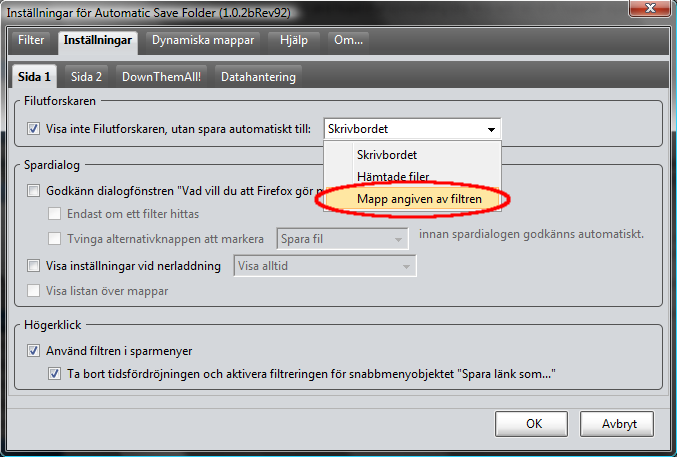 Inställningar för Automatic Save Folder (1.0.2bRev92)
Filter Inställningar Dynamiska mappar Hjälp Om...
Sida 1 Sida 2 DownThemAll! Datahantering
Filutforskaren
Visa inte Filutforskaren, utan spara automatiskt till: Skrivbordet
Skrivbordet
Hämtade filer
Mapp angiven av filtren
Spardialog
Godkänn dialogfönstren "Vad vill du att Firefox gör
Endast om ett filter hittas
Tvinga alternativknappen att markera Spara fil innan spardialogen godkänns automatiskt.
Visa inställningar vid nerladdning Visa alltid
Visa listan över mappar
Högerklick
Använd filtren i sparmenyer
Ta bort tidsfördröjningen och aktivera filtreringen för snabbmenyobjektet "Spara länk som..."
OK Avbryt